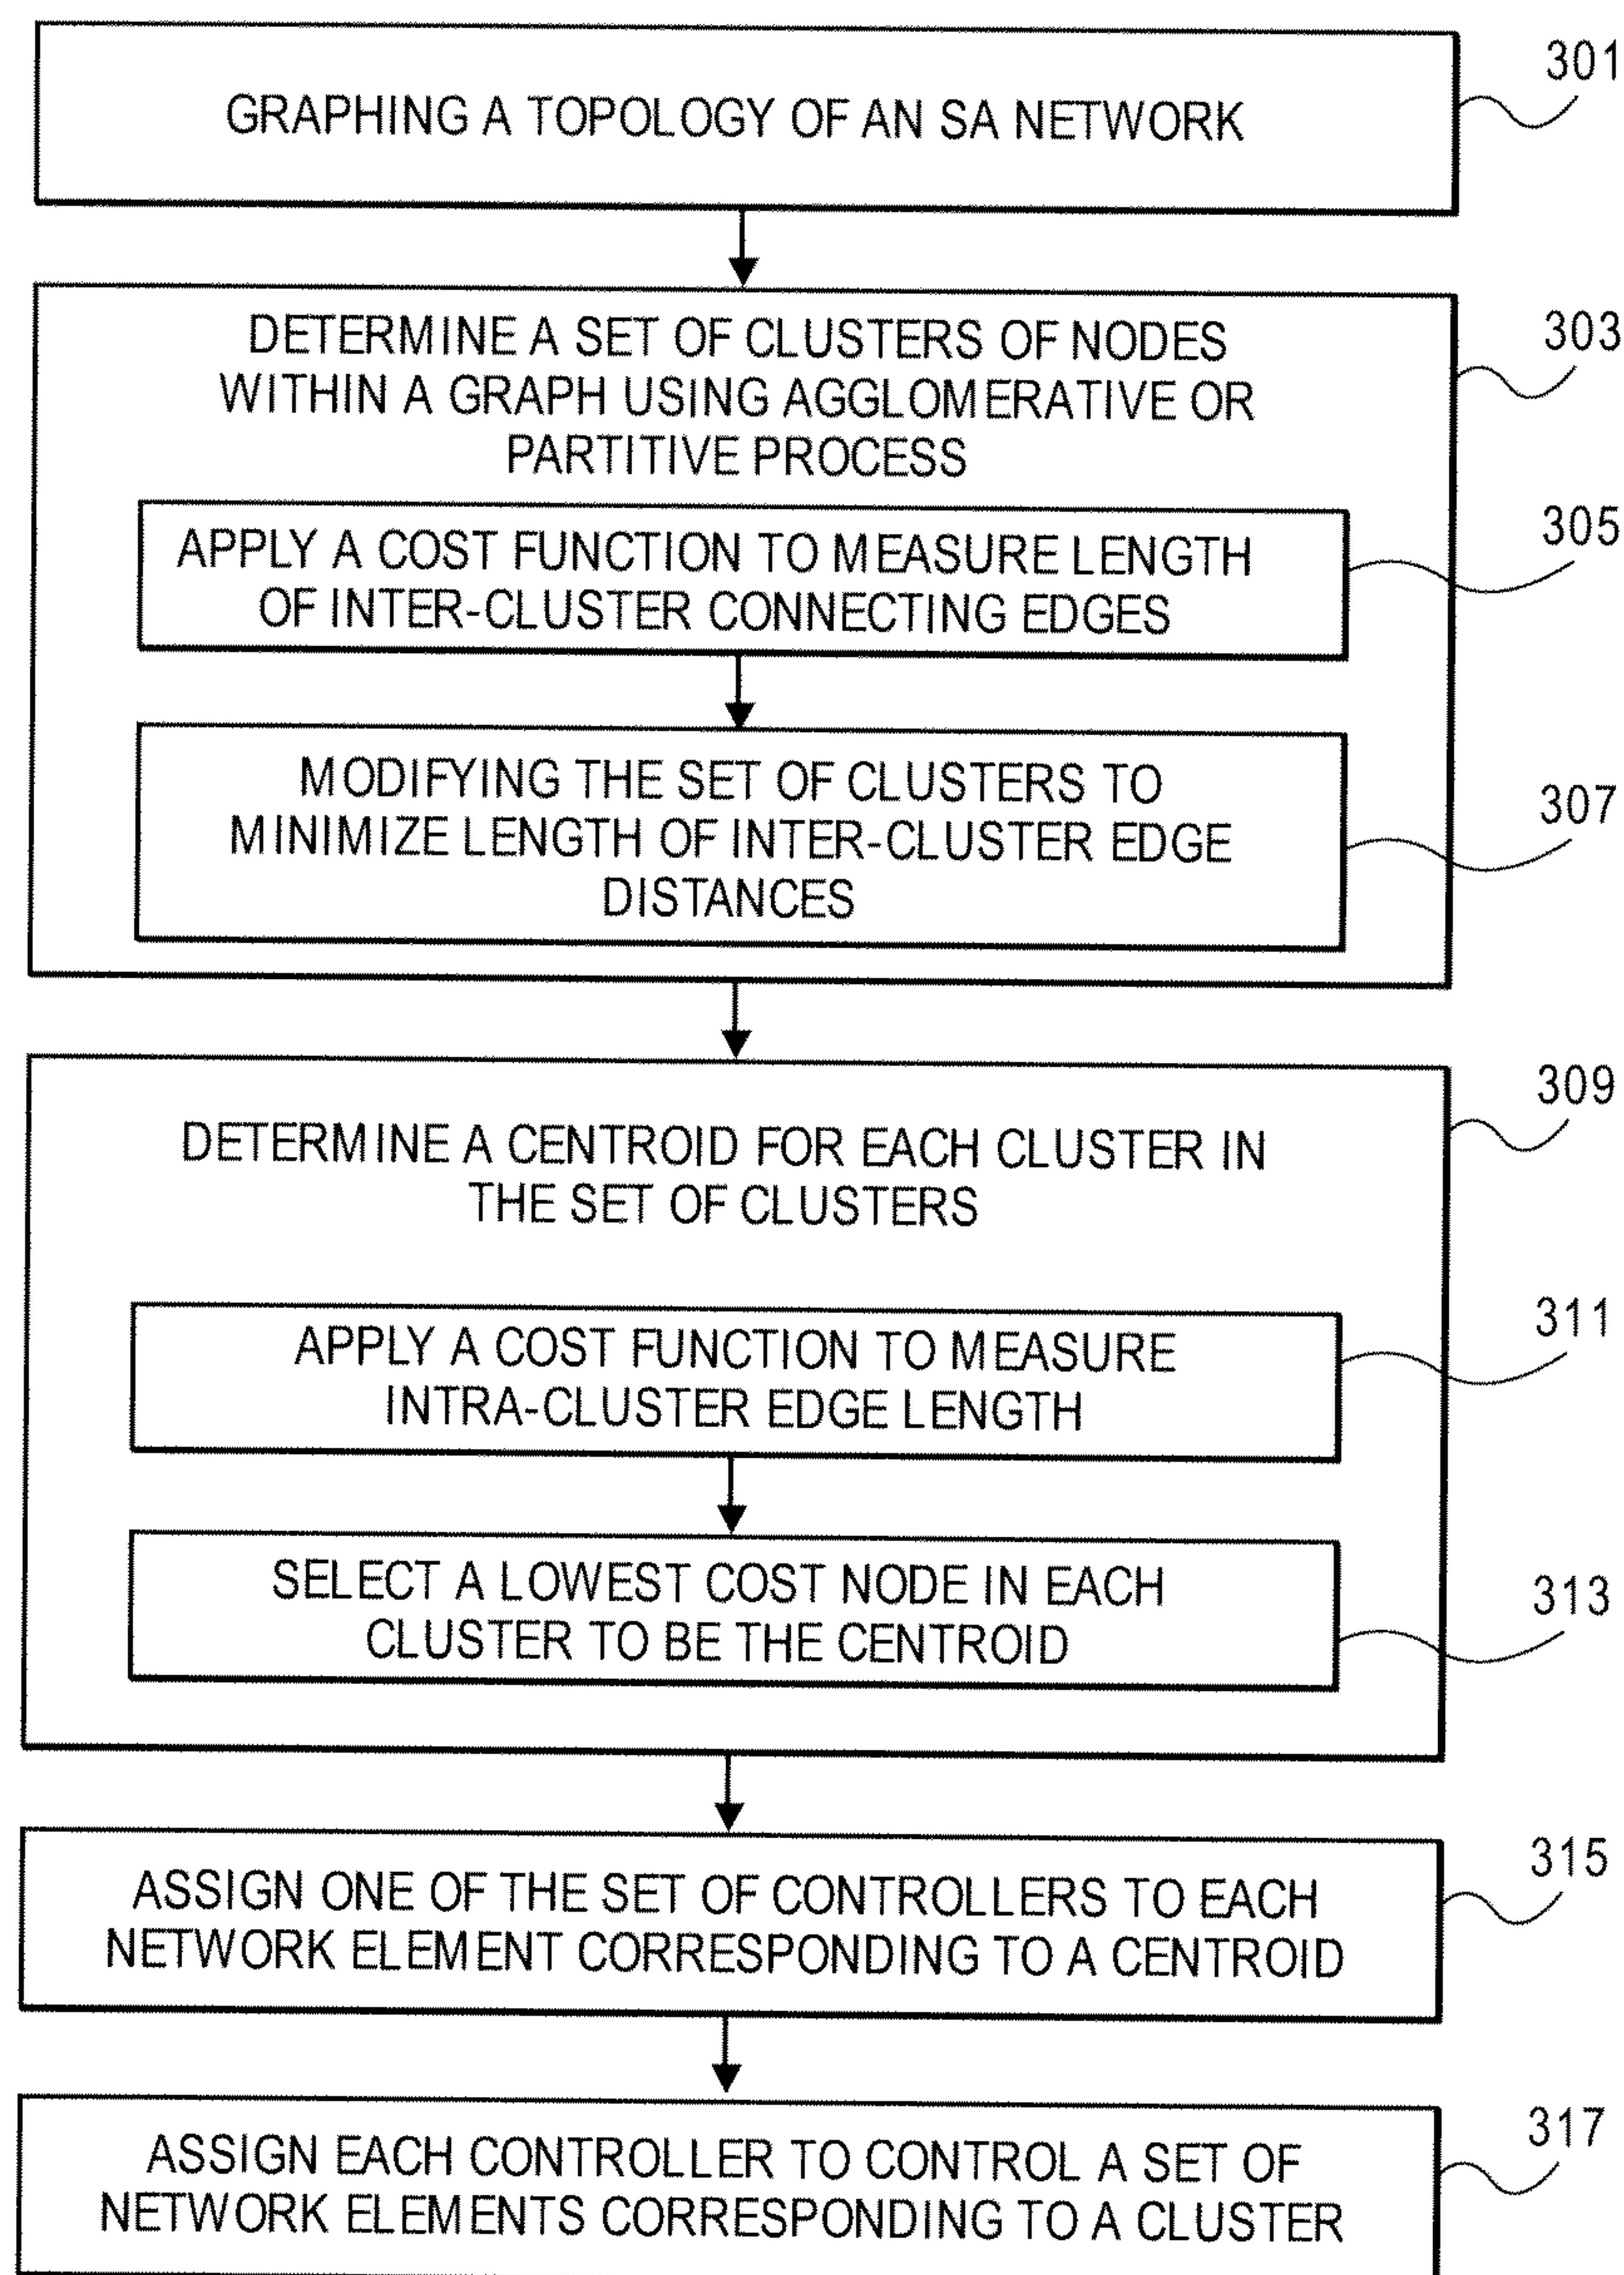 GRAPHING A TOPOLOGY OF AN SA NETWORK
301
DETERMINE A SET OF CLUSTERS OF NODES
WITHIN A GRAPH USING AGGLOMERATIVE OR
PARTITIVE PROCESS
303
APPLY A COST FUNCTION TO MEASURE LENGTH
OF INTER-CLUSTER CONNECTING EDGES
305
MODIFYING THE SET OF CLUSTERS TO
MINIMIZE LENGTH OF INTER-CLUSTER EDGE
DISTANCES
307
DETERMINE A CENTROID FOR EACH CLUSTER IN
THE SET OF CLUSTERS
309
APPLY A COST FUNCTION TO MEASURE
INTRA-CLUSTER EDGE LENGTH
311
SELECT A LOWEST COST NODE IN EACH
CLUSTER TO BE THE CENTROID
313
ASSIGN ONE OF THE SET OF CONTROLLERS TO EACH
NETWORK ELEMENT CORRESPONDING TO A CENTROID
315
ASSIGN EACH CONTROLLER TO CONTROL A SET OF
NETWORK ELEMENTS CORRESPONDING TO A CLUSTER
317